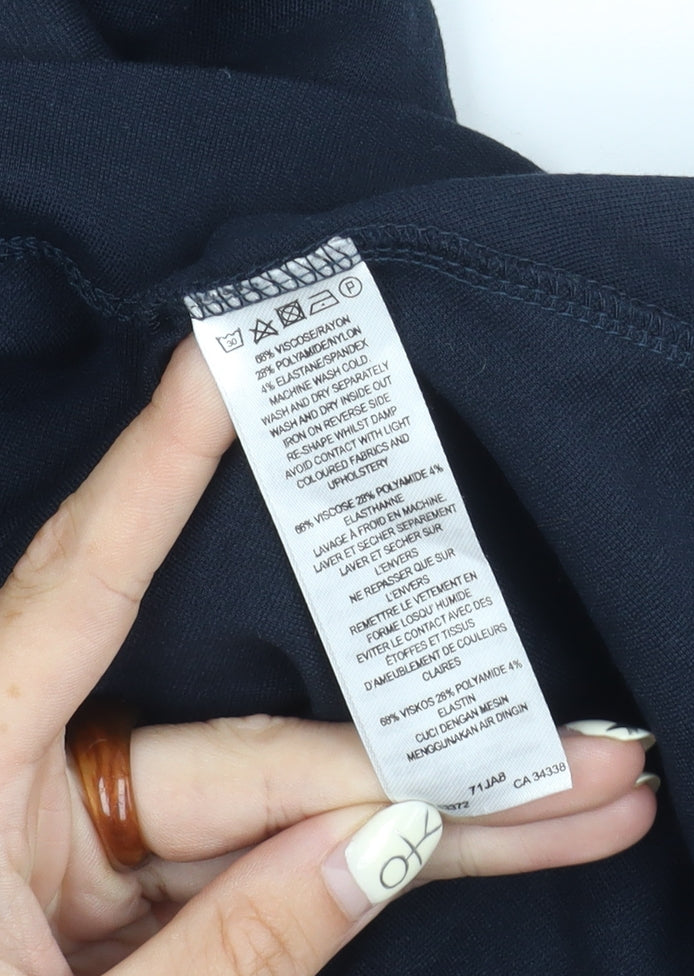 30 P
68% VISCOSE/RAYON
28% POLYAMIDE/NYLON
4% ELASTANE/SPANDEX
MACHINE WASH COLD.
WASH AND DRY SEPARATELY
WASH AND DRY INSIDE OUT
IRON ON REVERSE SIDE
RE-SHAPE WHILST DAMP
AVOID CONTACT WITH LIGHT
COLOURED FABRICS AND
UPHOLSTERY
68% VISCOSE 28% POLYAMIDE 4%
ELASTHANNE
LAVAGE À FROID EN MACHINE.
LAVER ET SECHER SEPAREMENT
LAVER ET SECHER SUR
L'ENVERS
NE REPASSER QUE SUR
L'ENVERS
REMETTRE LE VETEMENT EN
FORME LOSQU' HUMIDE
EVITER LE CONTACT AVEC DES
ÉTOFFES ET TISSUS
D'AMEUBLEMENT DE COULEURS
CLAIRES
68% VISKOS 28% POLYAMIDE 4%
ELASTIN
CUCI DENGAN MESIN
MENGGUNAKAN AIR DINGIN
71JAB CA 34338